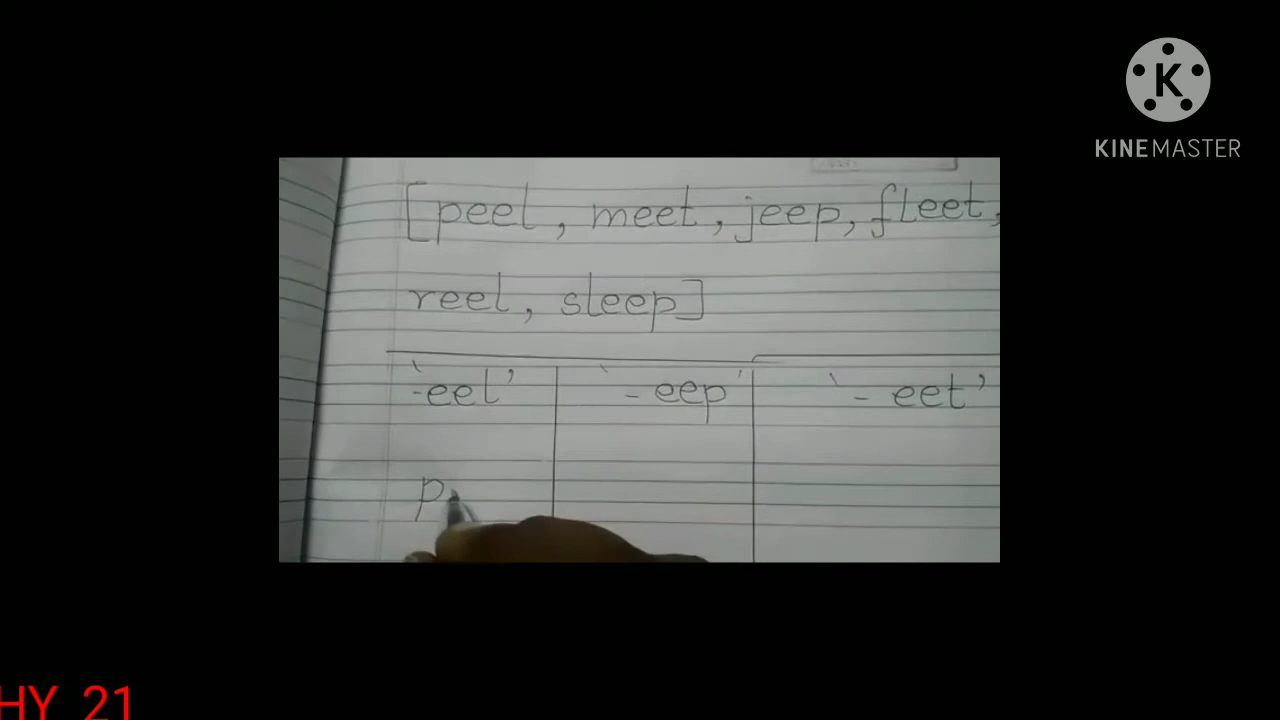 KINEMASTER
[peel, meet, jeep, fleet,
reel, sleep]
'-eel' '-eep' '-eet'
p
HY 21